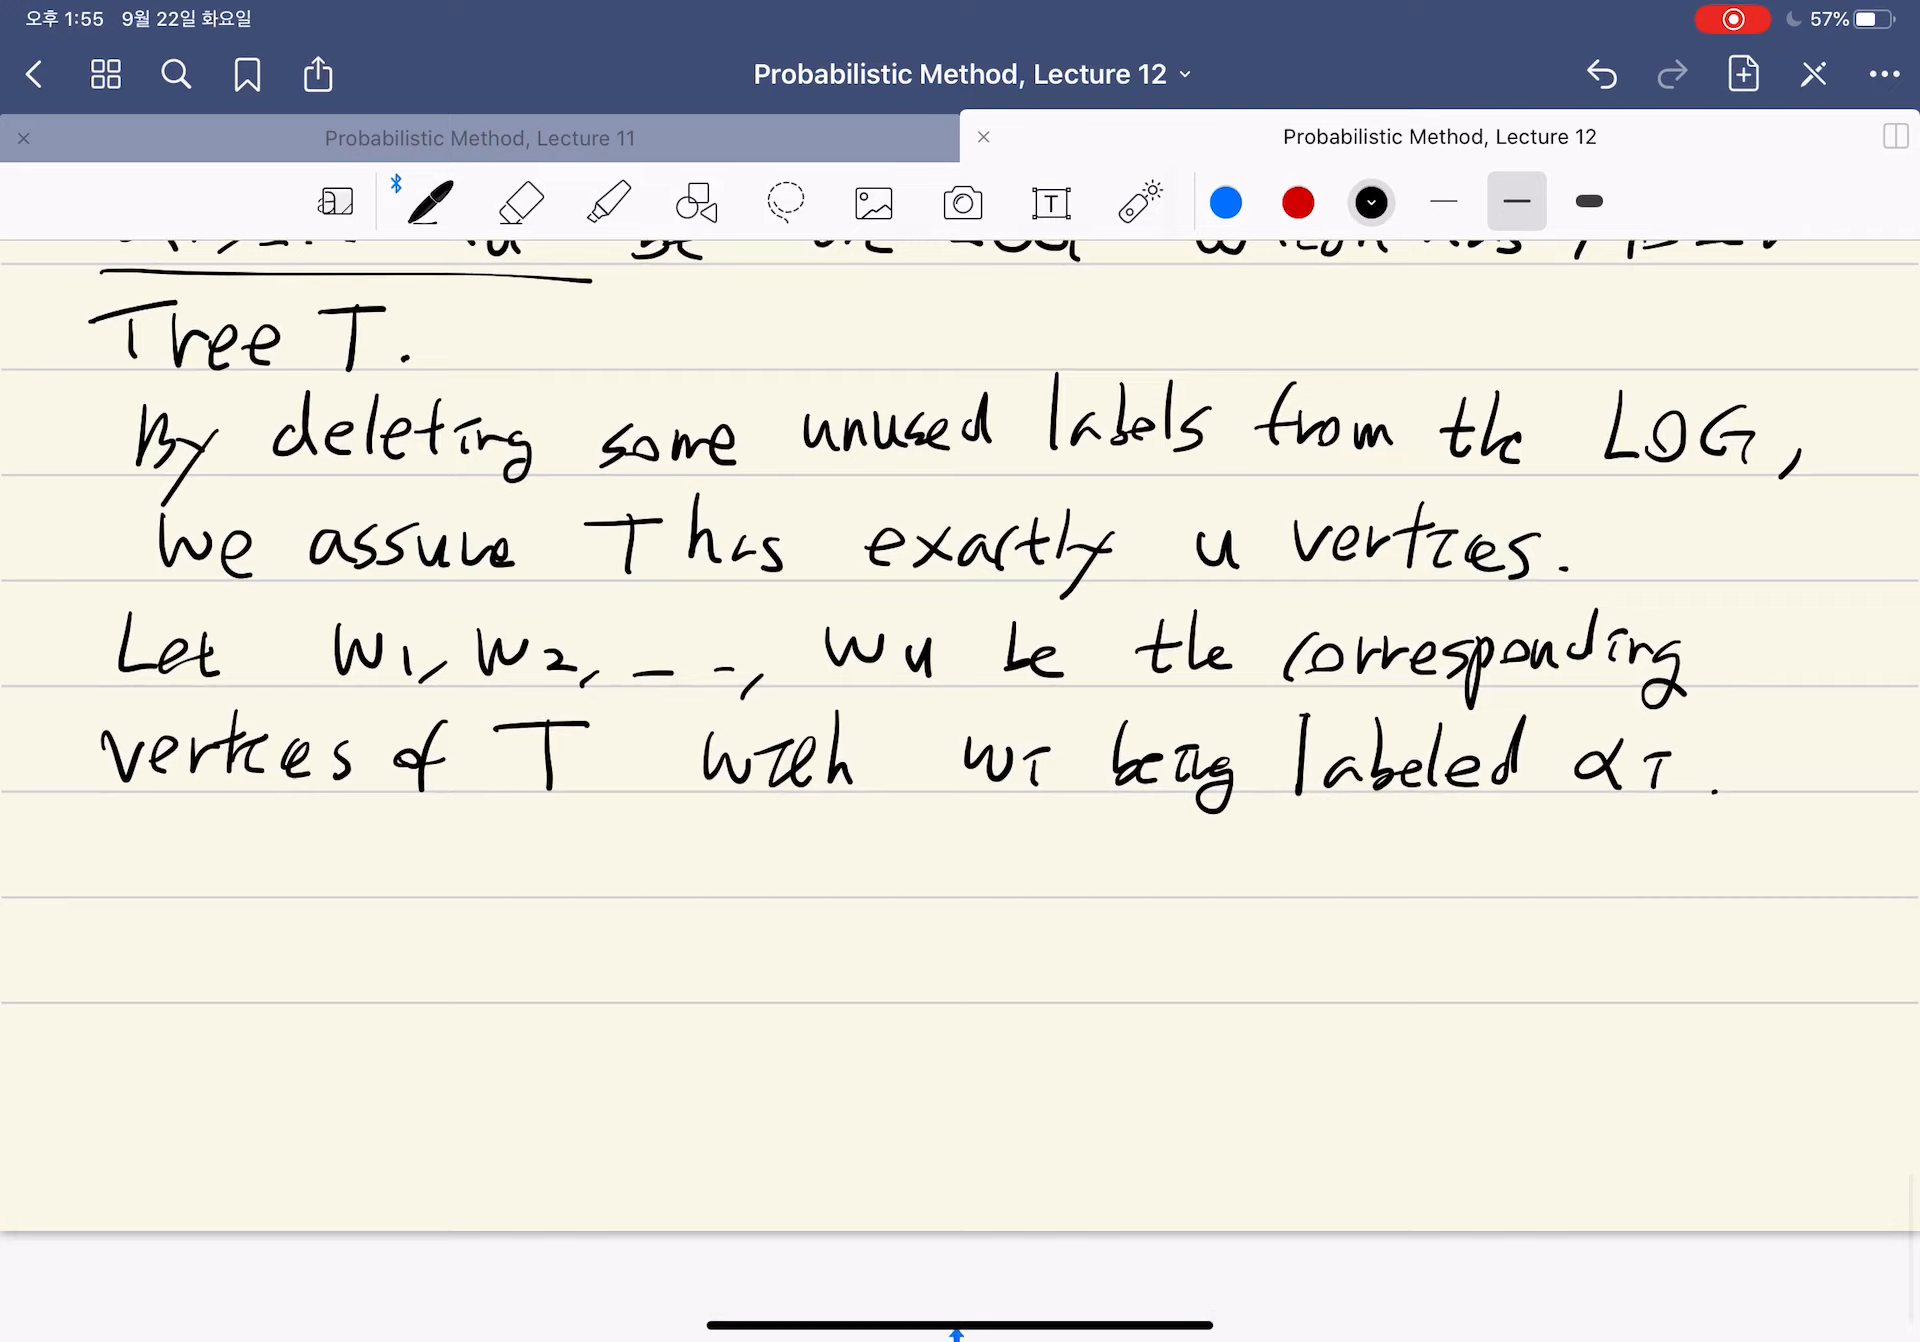 오후 1:55 9월 22일 화요일
57%
Probabilistic Method, Lecture 12
Probabilistic Method, Lecture 11
Probabilistic Method, Lecture 12
T
be
Tree T.
By deleting some unused labels from the LOG,
we assume T has exactly u vertices.
Let w1, w2, - -, wu be the corresponding
vertices of T with wi being labeled αi.